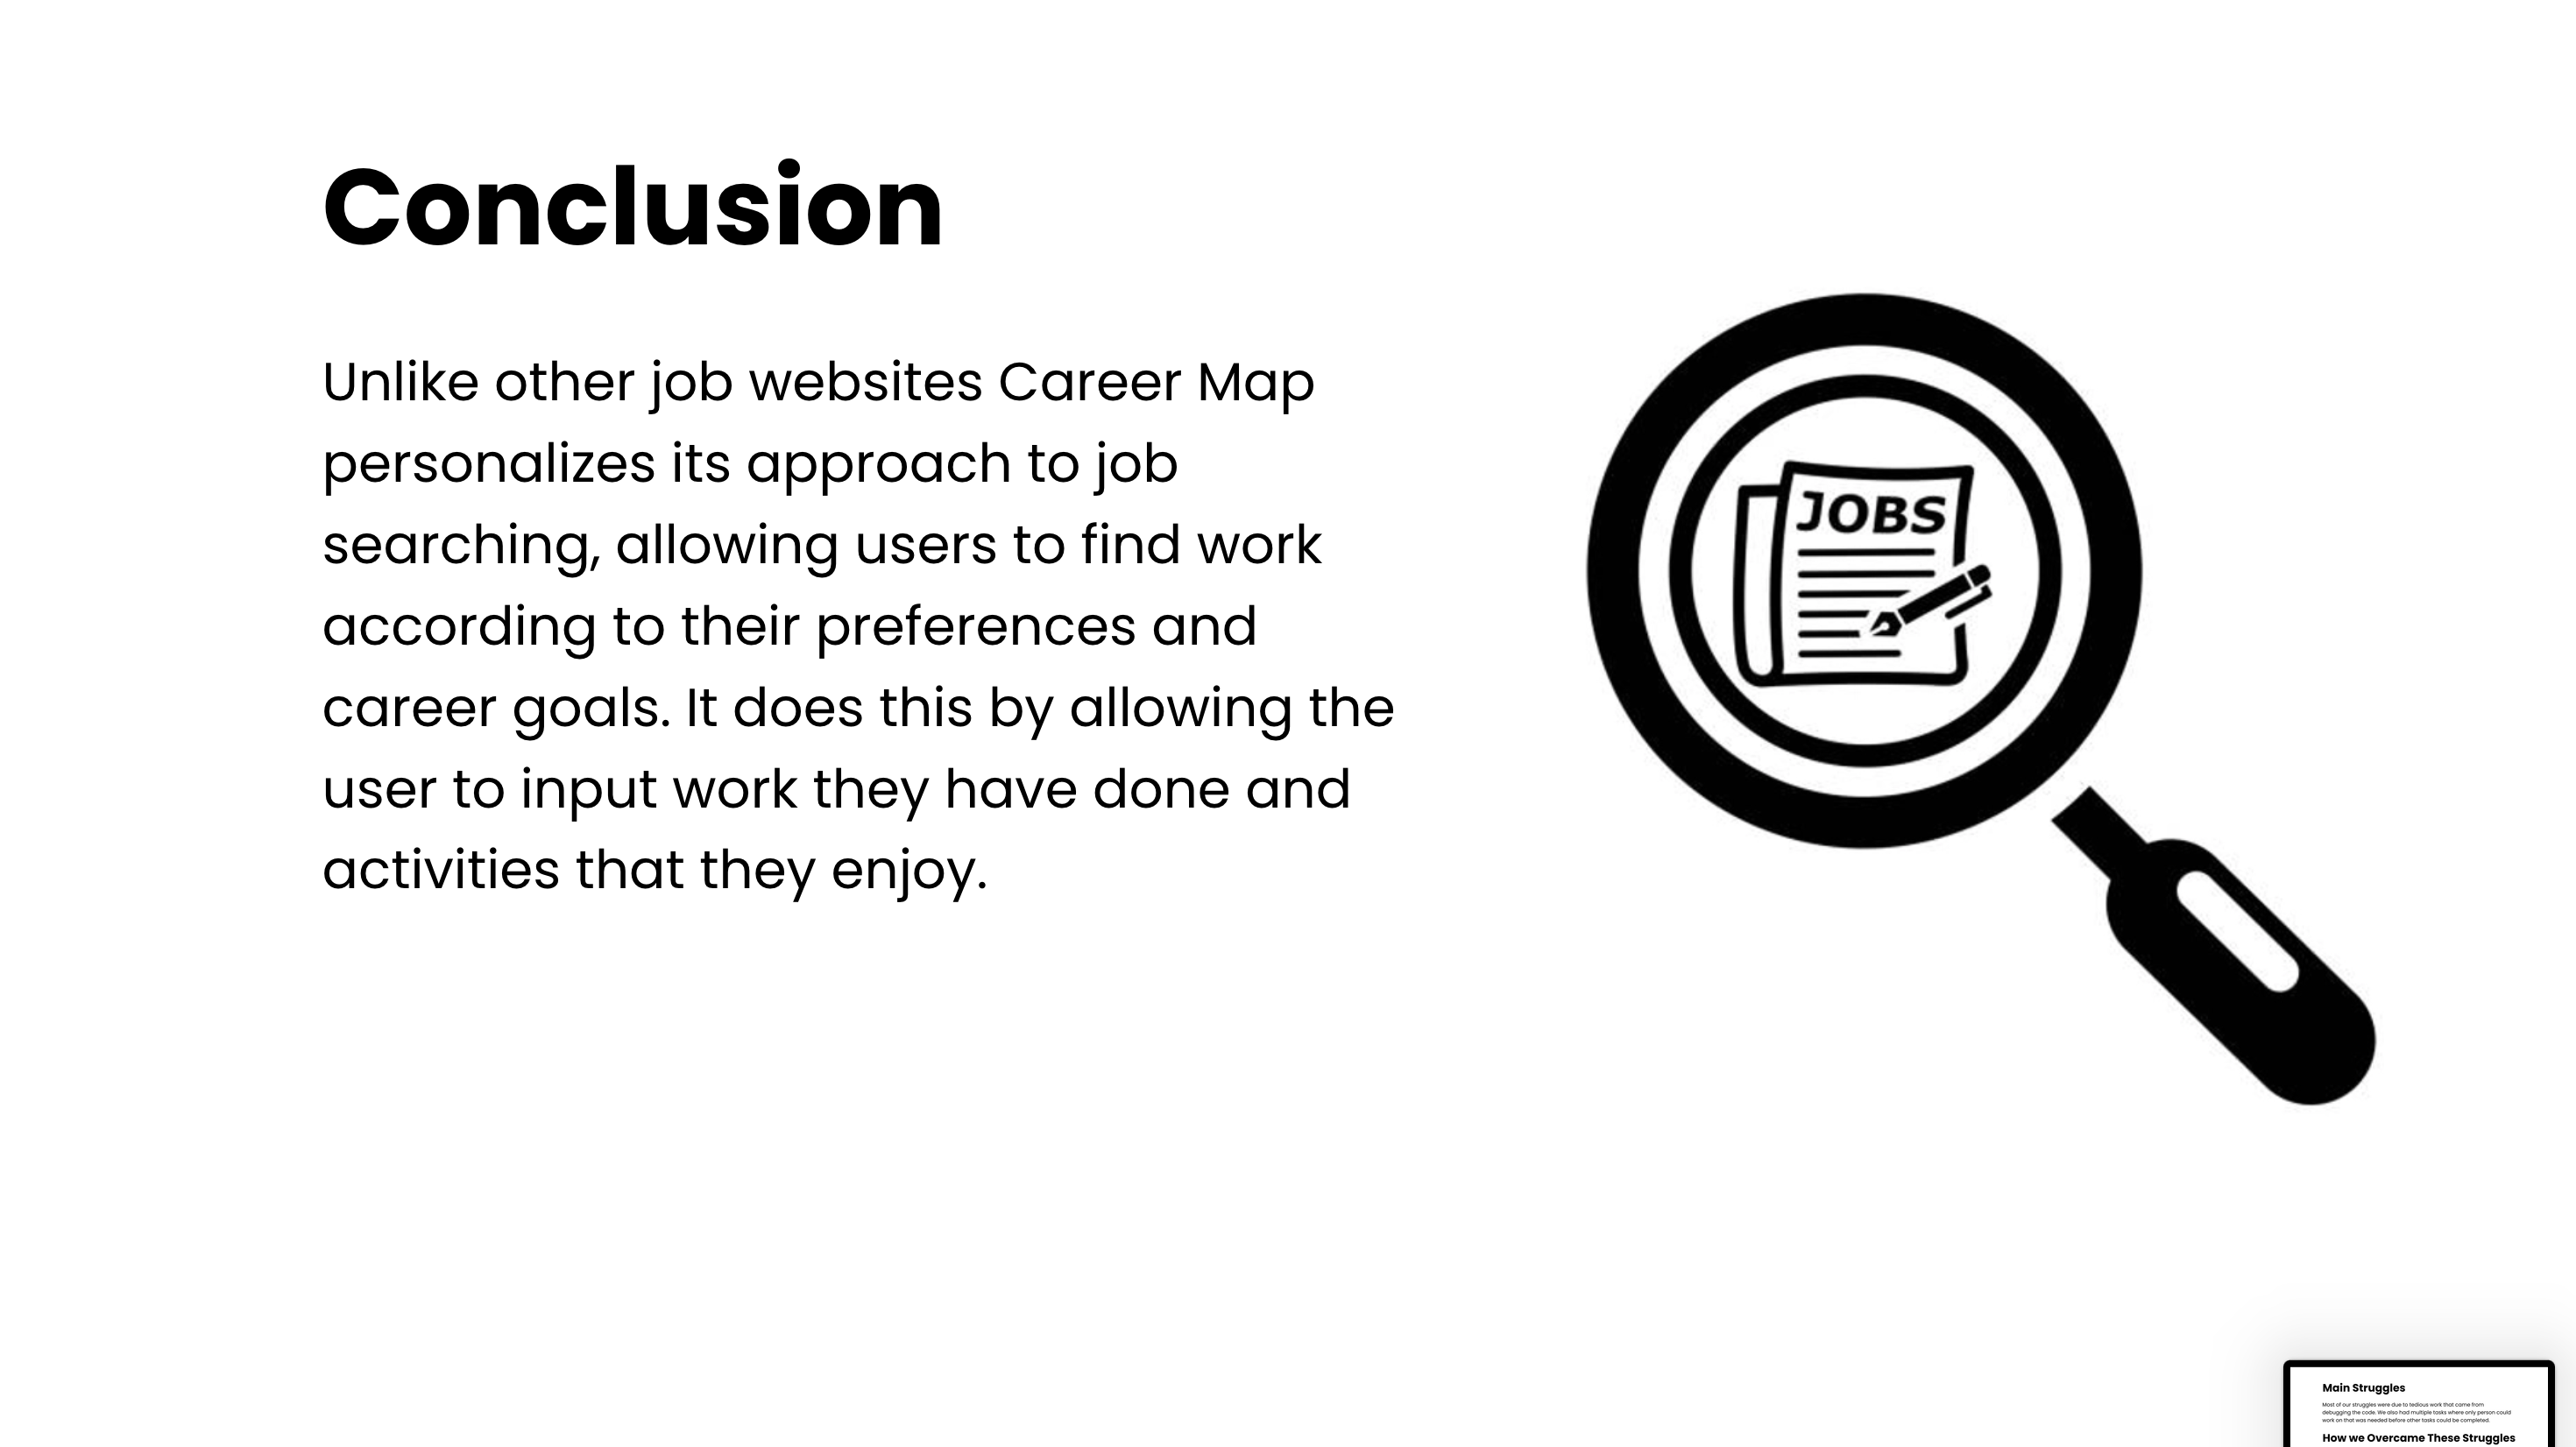 Conclusion
Unlike other job websites Career Map
personalizes its approach to job
searching, allowing users to find work
according to their preferences and
career goals. It does this by allowing the
user to input work they have done and
activities that they enjoy.
JOBS
Main Struggles
Most of our struggles were due to tedious work that came from
debugging the code. We also had multiple tasks where only person could
work on that was needed before other tasks could be completed.
How we Overcame These Struggles